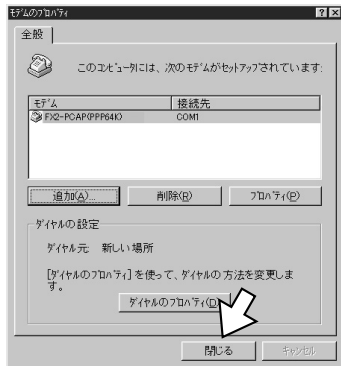 ﾓﾃﾞﾑのﾌﾟﾛﾊﾟﾃｨ
全般
このｺﾝﾋﾟｭｰﾀには、次のﾓﾃﾞﾑがｾｯﾄｱｯﾌﾟされています:
ﾓﾃﾞﾑ 接続先
FX2-PCAP(PPP64K) COM1
追加(A)... 削除(R) ﾌﾟﾛﾊﾟﾃｨ(P)
ﾀﾞｲﾔﾙの設定
ﾀﾞｲﾔﾙ元: 新しい場所
[ﾀﾞｲﾔﾙのﾌﾟﾛﾊﾟﾃｨ] を使って、ﾀﾞｲﾔﾙの方法を変更しま
す。
ﾀﾞｲﾔﾙのﾌﾟﾛﾊﾟﾃｨ(D)
閉じる ｷｬﾝｾﾙ